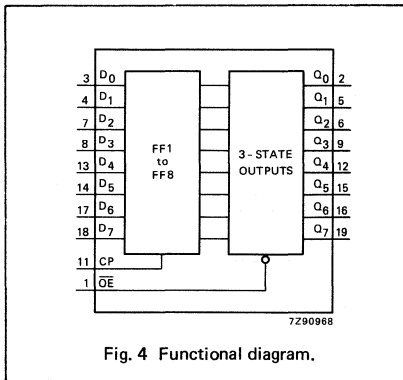 3 D0 Q0 2
4 D1 Q1 5
7 D2 Q2 6
8 D3 Q3 9
13 D4 Q4 12
14 D5 Q5 15
17 D6 Q6 16
18 D7 Q7 19
FF1
to
FF8
3-STATE
OUTPUTS
11 CP
1 O̅E̅
7Z90968
Fig. 4 Functional diagram.